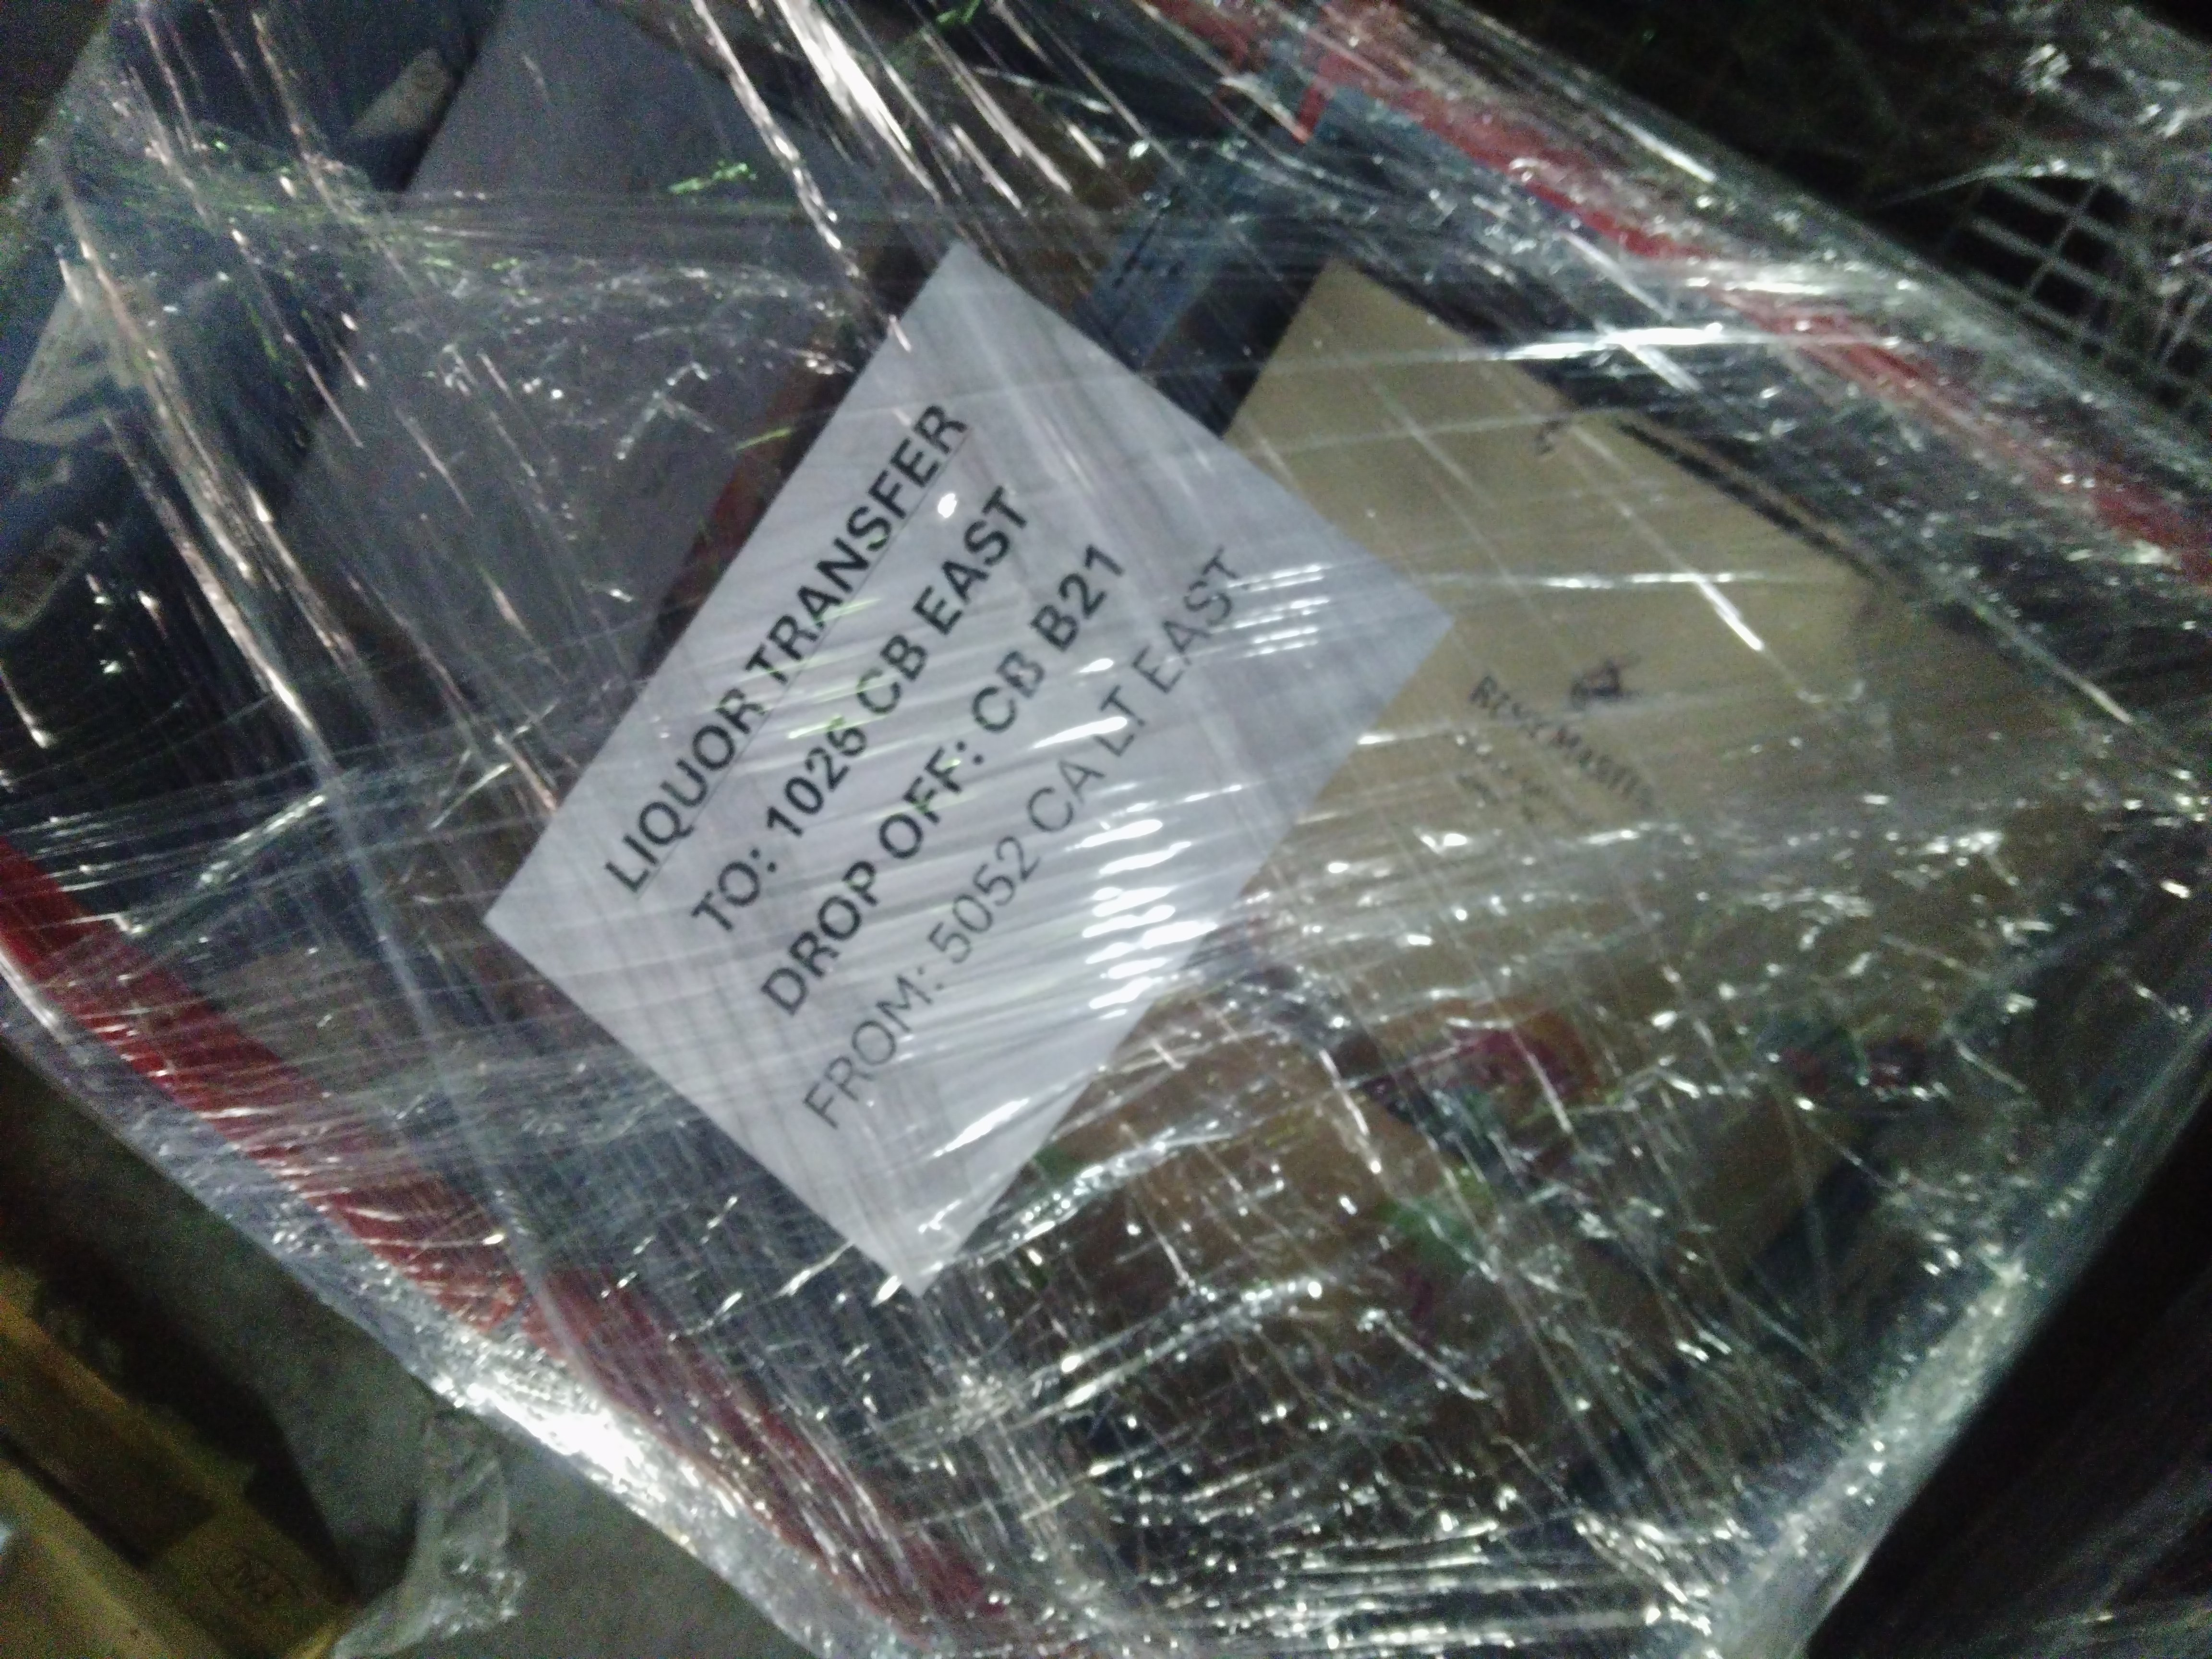 LIQUOR TRANSFER
TO: 1025 CB EAST
DROP OFF: CB B21
FROM: 5052 CA LT EAST